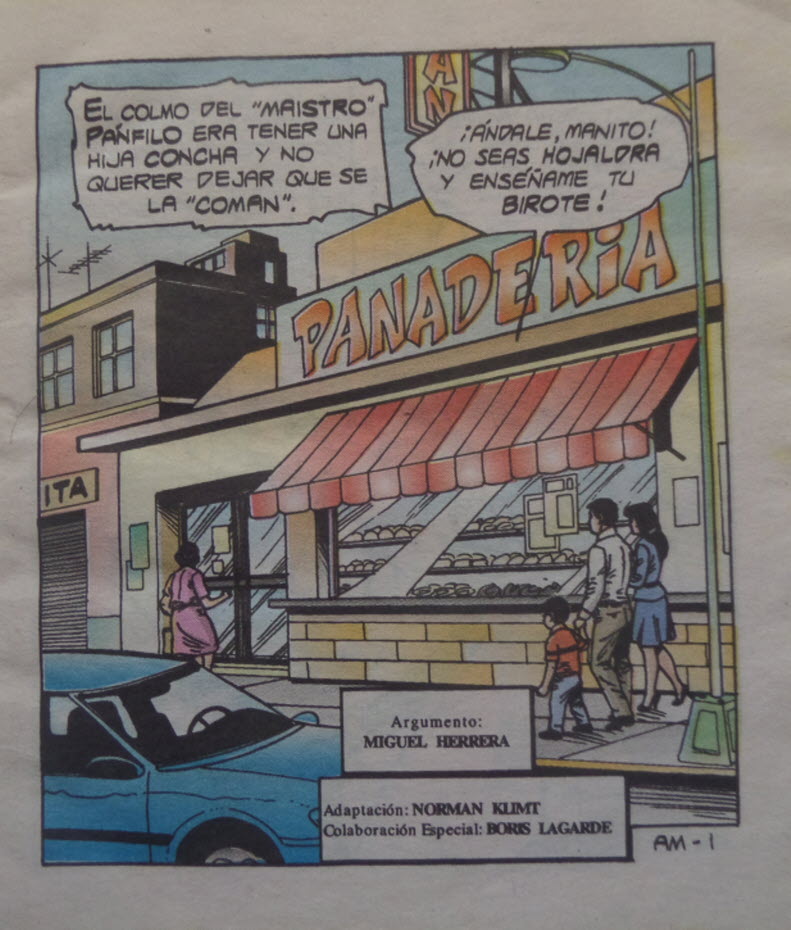 EL COLMO DEL "MAISTRO"
PÁNFILO ERA TENER UNA
HIJA CONCHA Y NO
QUERER DEJAR QUE SE
LA "COMAN".
AN
¡ÁNDALE, MANITO!
¡NO SEAS HOJALDRA
Y ENSÉÑAME TU
BIROTE!
PANADERiA
ITA
Argumento:
MIGUEL HERRERA
Adaptación: NORMAN KLIMT
Colaboración Especial: BORIS LAGARDE
AM - 1